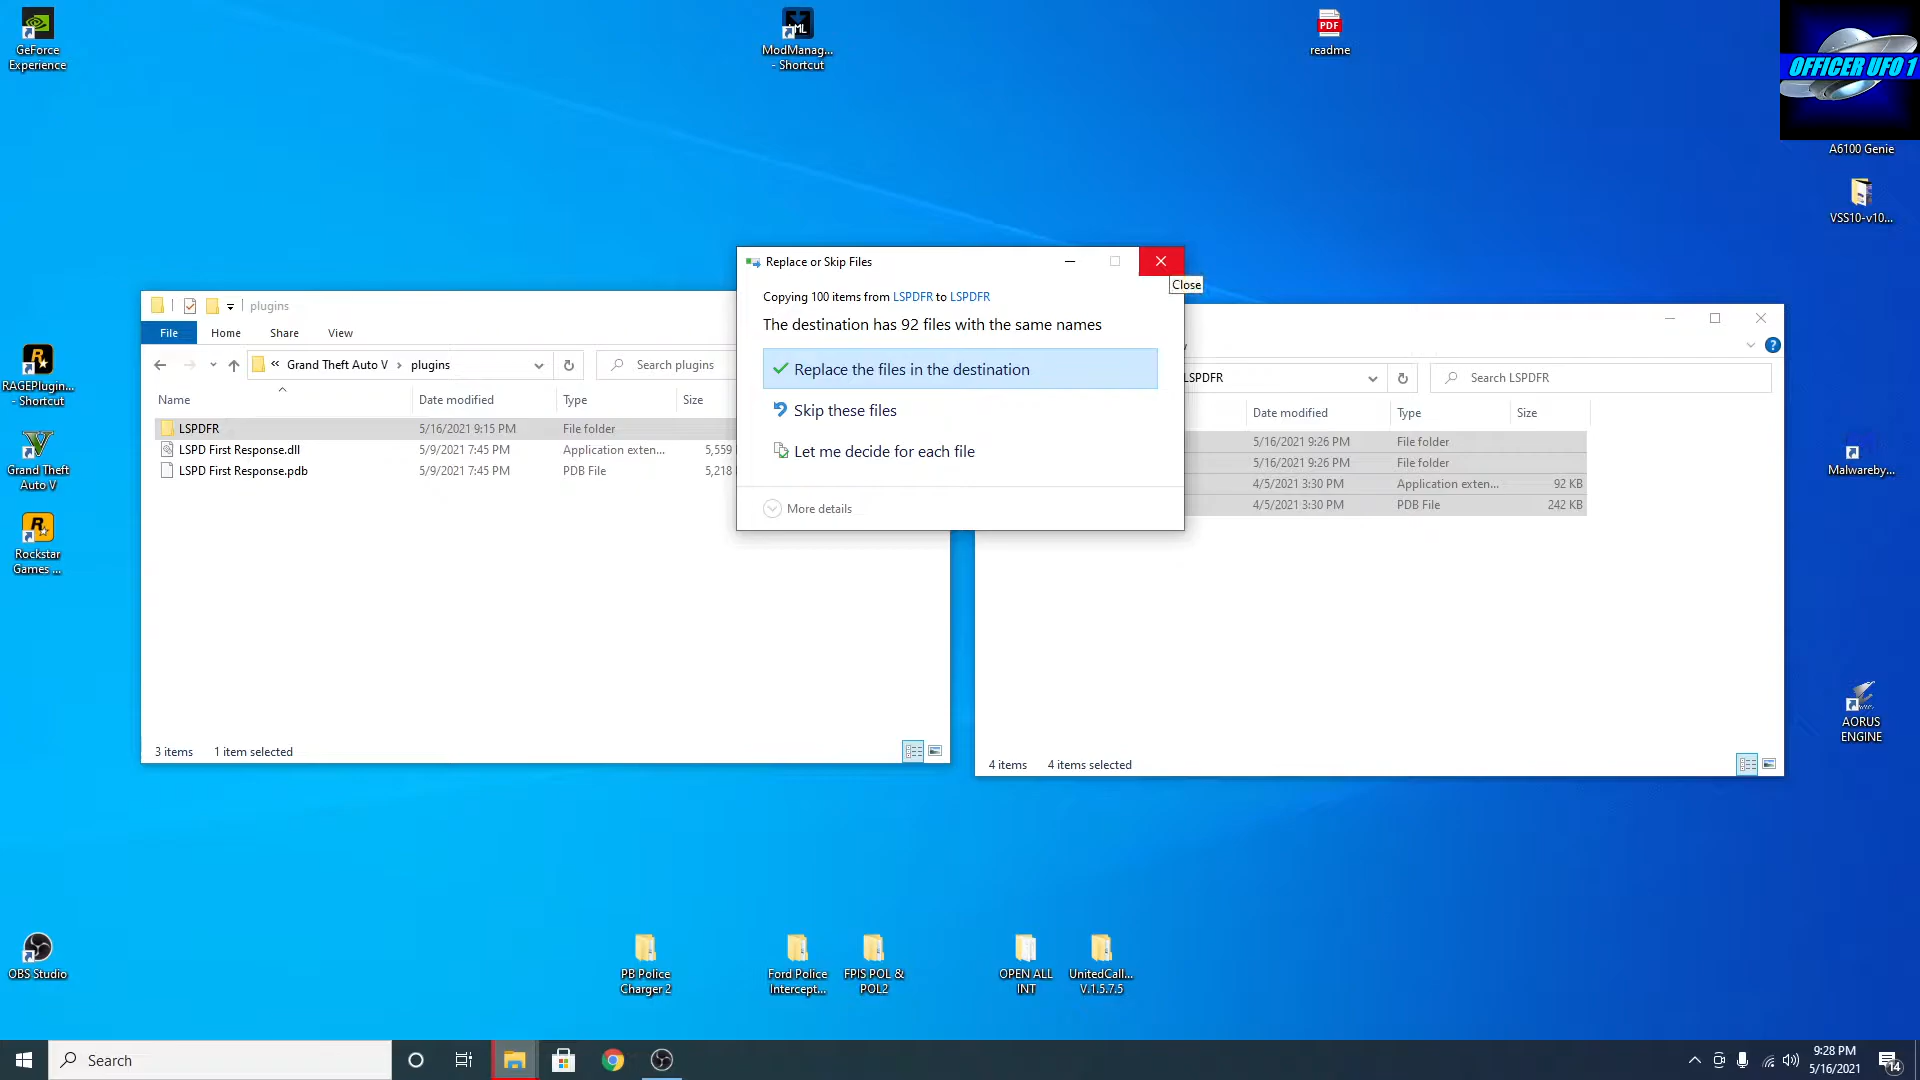 GeForce
Experience
ModManag...
- Shortcut
PDF
readme
OFFICER UFO 1
A6100 Genie
VSS10-v10...
RAGEPlugin...
- Shortcut
Grand Theft
Auto V
Rockstar
Games ...
OBS Studio
Malwareby...
AORUS
ENGINE
plugins
File
Home
Share
View
« Grand Theft Auto V › plugins
Search plugins
Name
Date modified
Type
Size
LSPDFR
5/16/2021 9:15 PM
File folder
LSPD First Response.dll
5/9/2021 7:45 PM
Application exten...
5,559
LSPD First Response.pdb
5/9/2021 7:45 PM
PDB File
5,218
3 items
1 item selected
Replace or Skip Files
Close
Copying 100 items from LSPDFR to LSPDFR
The destination has 92 files with the same names
Replace the files in the destination
Skip these files
Let me decide for each file
More details
LSPDFR
Search LSPDFR
Date modified
Type
Size
5/16/2021 9:26 PM
File folder
5/16/2021 9:26 PM
File folder
4/5/2021 3:30 PM
Application exten...
92 KB
4/5/2021 3:30 PM
PDB File
242 KB
4 items
4 items selected
PB Police
Charger 2
Ford Police
Intercept...
FPIS POL &
POL2
OPEN ALL
INT
UnitedCall...
V.1.5.7.5
Search
9:28 PM
5/16/2021
14